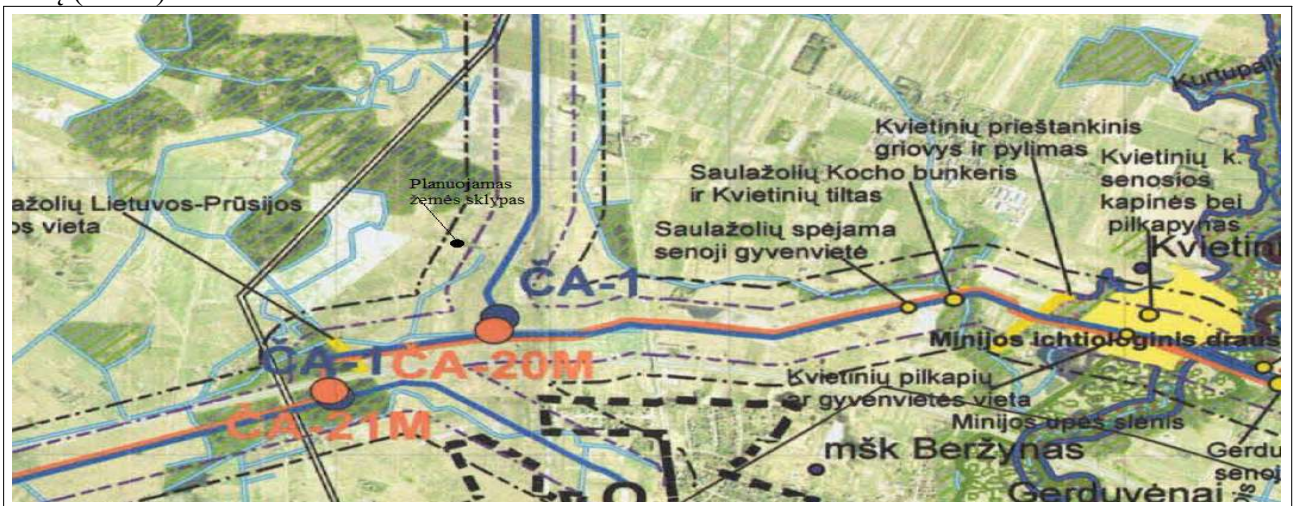 Kurtupaliu
Kvietinių prieštankinis
griovys ir pylimas
Kvietinių k.
senosios
kapinės bei
pilkapynas
Saulažolių Kocho bunkeris
ir Kvietinių tiltas
Planuojamas
žemės sklypas
ažolių Lietuvos-Prūsijos
os vieta
Saulažolių spėjama
senoji gyvenvietė
Kvietini
ČA-1
Minijos ichtiologinis draus
ČA-1
ČA-20M
Kvietinių pilkapių
ar gyvenvietės vieta
ČA-21M
Minijos upės slėnis
mšk Beržynas
Gerdu
senoj
Gerduvėnai